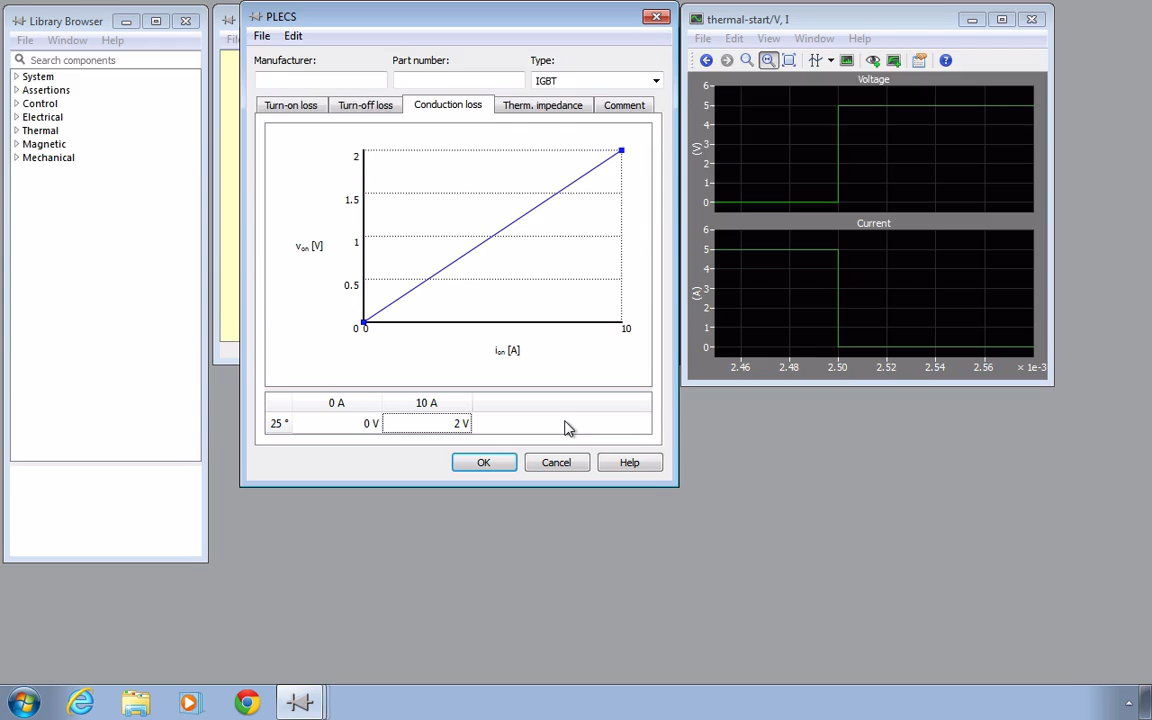 Library Browser
File Window Help
Search components
System
Assertions
Control
Electrical
Thermal
Magnetic
Mechanical
PLECS
File Edit
Manufacturer: Part number: Type:
IGBT
Turn-on loss Turn-off loss Conduction loss Therm. impedance Comment
2
1.5
1
0.5
0 0 10
von [V]
ion [A]
0 A 10 A
25 ° 0 V 2 V
OK Cancel Help
thermal-start/V, I
File Edit View Window Help
Voltage
6
5
4
3
2
1
0
(V)
Current
6
5
4
3
2
1
0
(A)
2.46 2.48 2.50 2.52 2.54 2.56 × 1e-3